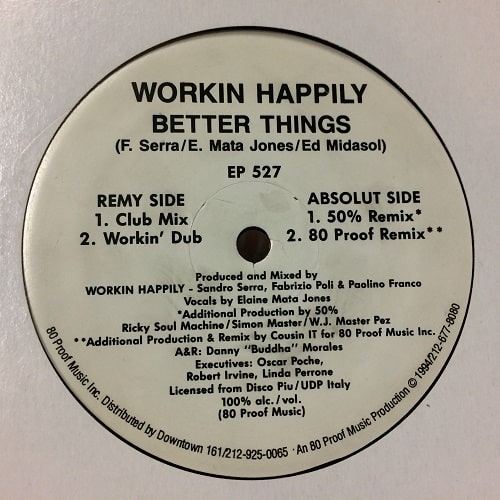 WORKIN HAPPILY
BETTER THINGS
(F. Serra/E. Mata Jones/Ed Midasol)
EP 527
REMY SIDE
1. Club Mix
2. Workin' Dub
ABSOLUT SIDE
1. 50% Remix*
2. 80 Proof Remix**
Produced and Mixed by
WORKIN HAPPILY - Sandro Serra, Fabrizio Poli & Paolino Franco
Vocals by Elaine Mata Jones
*Additional Production by 50%
Ricky Soul Machine/Simon Master/W.J. Master Pez
**Additional Production & Remix by Cousin IT for 80 Proof Music Inc.
A&R: Danny "Buddha" Morales
Executives: Oscar Poche,
Robert Irvine, Linda Perrone
Licensed from Disco Piu/UDP Italy
100% alc./vol.
(80 Proof Music)
80 Proof Music Inc. Distributed by Downtown 161/212-925-0065 · An 80 Proof Music Production © 1994/212-677-8080